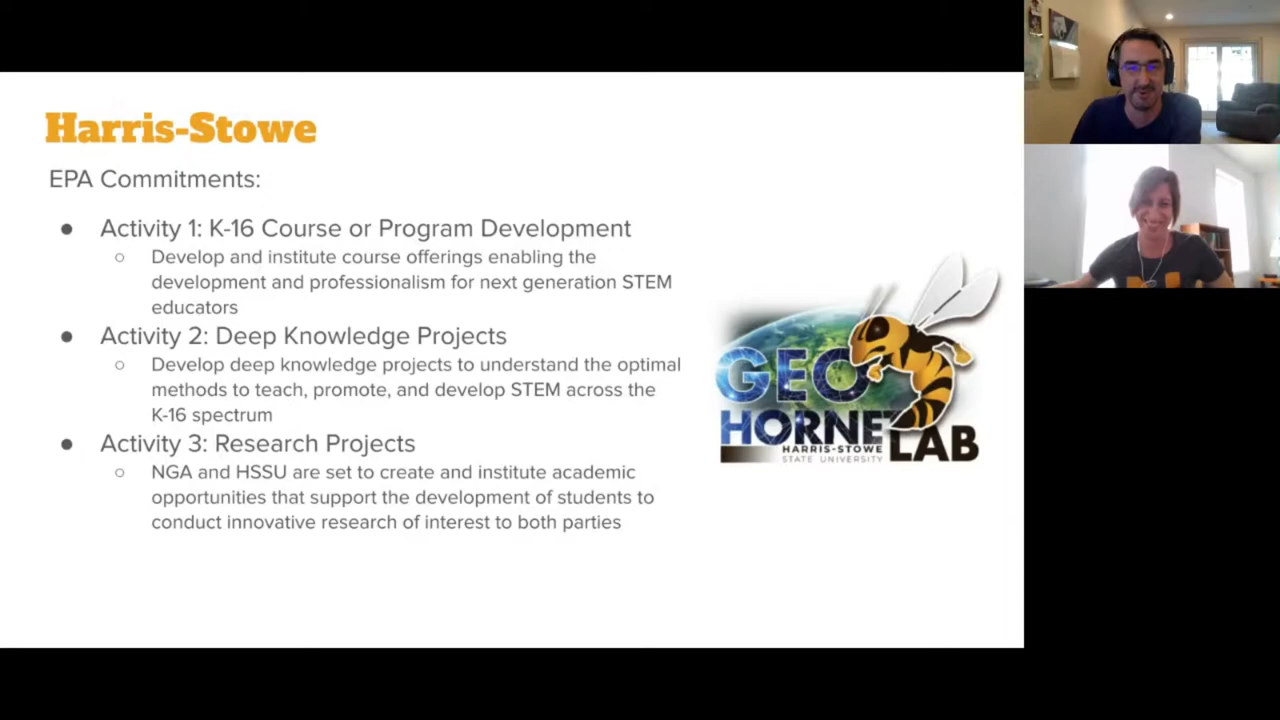 Harris-Stowe
EPA Commitments:
● Activity 1: K-16 Course or Program Development
○ Develop and institute course offerings enabling the
development and professionalism for next generation STEM
educators
● Activity 2: Deep Knowledge Projects
○ Develop deep knowledge projects to understand the optimal
methods to teach, promote, and develop STEM across the
K-16 spectrum
● Activity 3: Research Projects
○ NGA and HSSU are set to create and institute academic
opportunities that support the development of students to
conduct innovative research of interest to both parties
GEO
HORNET
HARRIS-STOWE
STATE UNIVERSITY
LAB